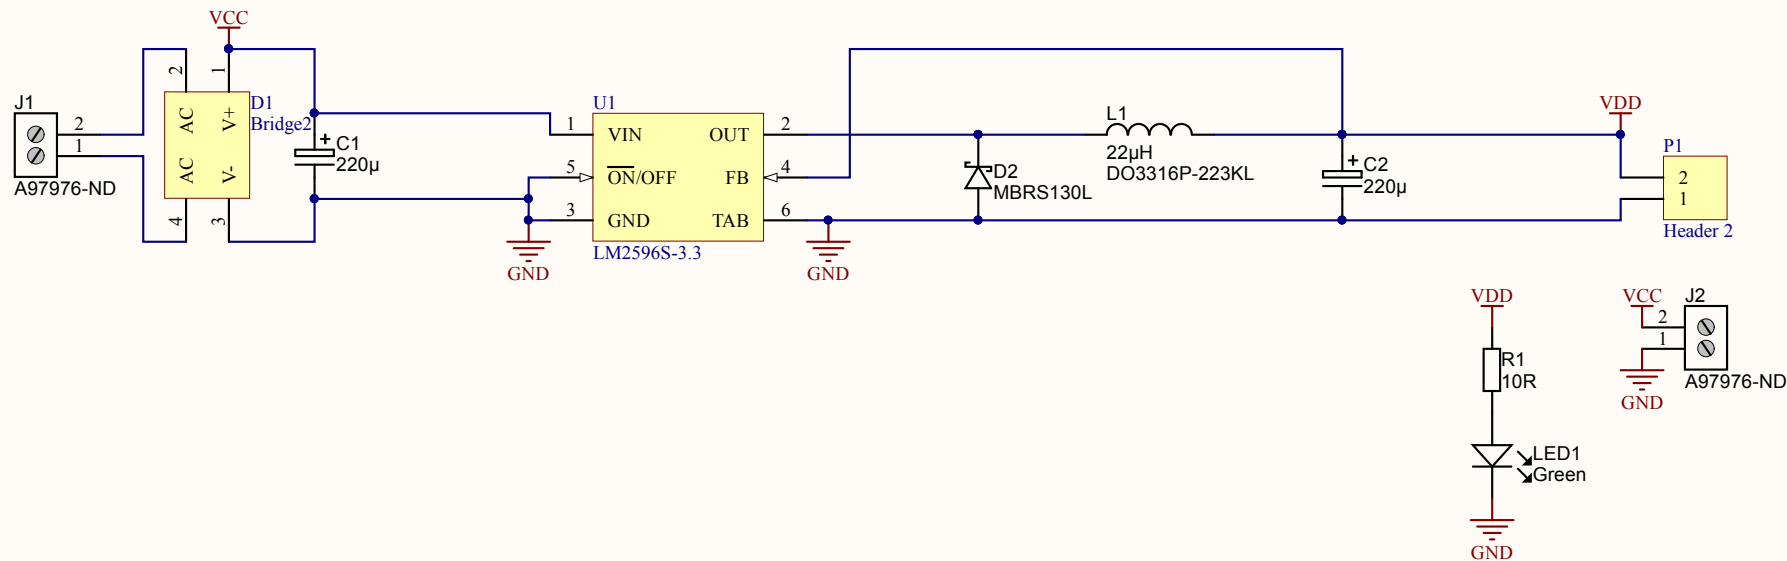 VCC
J1
2
1
A97976-ND
2
1
AC
V+
AC
V-
4
3
D1
Bridge2
+
C1
220µ
U1
1
VIN
OUT
2
5
ON/OFF
FB
4
3
GND
TAB
6
LM2596S-3.3
GND
GND
L1
22µH
DO3316P-223KL
D2
MBRS130L
+
C2
220µ
VDD
P1
2
1
Header 2
VDD
R1
10R
LED1
Green
GND
VCC
J2
2
1
A97976-ND
GND